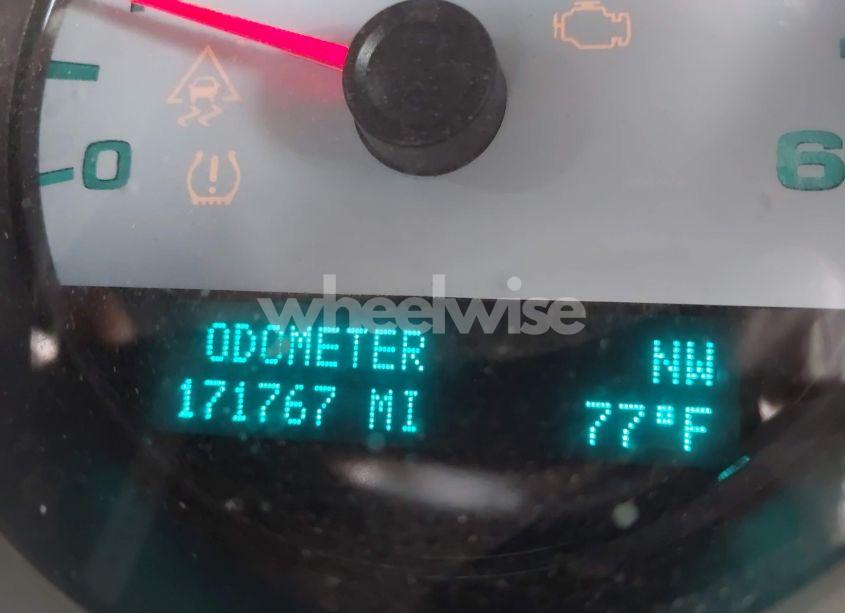 0
6
wheelwise
ODOMETER NW
171767 MI 77°F